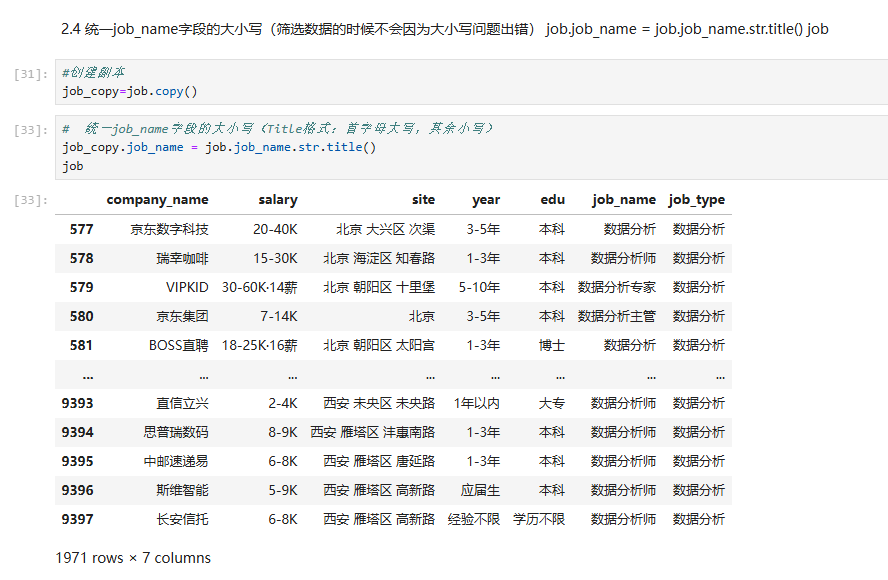 2.4 统一job_name字段的大小写（筛选数据的时候不会因为大小写问题出错） job.job_name = job.job_name.str.title() job
[31]: #创建副本
job_copy=job.copy()
[33]: # 统一job_name字段的大小写（Title格式：首字母大写，其余小写）
job_copy.job_name = job.job_name.str.title()
job
[33]: company_name salary site year edu job_name job_type
577 京东数字科技 20-40K 北京 大兴区 次渠 3-5年 本科 数据分析 数据分析
578 瑞幸咖啡 15-30K 北京 海淀区 知春路 1-3年 本科 数据分析师 数据分析
579 VIPKID 30-60K·14薪 北京 朝阳区 十里堡 5-10年 本科 数据分析专家 数据分析
580 京东集团 7-14K 北京 3-5年 本科 数据分析主管 数据分析
581 BOSS直聘 18-25K·16薪 北京 朝阳区 太阳宫 1-3年 博士 数据分析 数据分析
... ... ... ... ... ... ... ...
9393 直信立兴 2-4K 西安 未央区 未央路 1年以内 大专 数据分析师 数据分析
9394 思普瑞数码 8-9K 西安 雁塔区 沣惠南路 1-3年 本科 数据分析师 数据分析
9395 中邮速递易 6-8K 西安 雁塔区 唐延路 1-3年 本科 数据分析师 数据分析
9396 斯维智能 5-9K 西安 雁塔区 高新路 应届生 本科 数据分析师 数据分析
9397 长安信托 6-8K 西安 雁塔区 高新路 经验不限 学历不限 数据分析师 数据分析
1971 rows × 7 columns